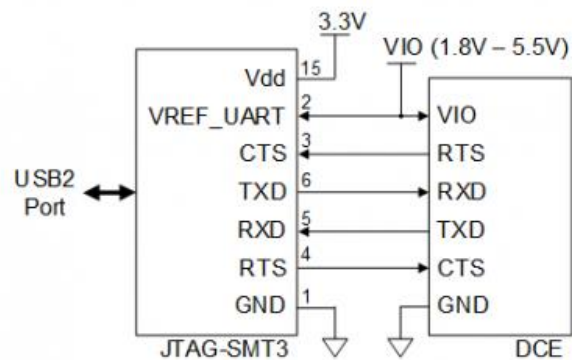 3.3V
VIO (1.8V – 5.5V)
Vdd 15
VREF_UART 2 VIO
CTS 3 RTS
USB2
Port
TXD 6 RXD
RXD 5 TXD
RTS 4 CTS
GND 1 GND
JTAG-SMT3
DCE